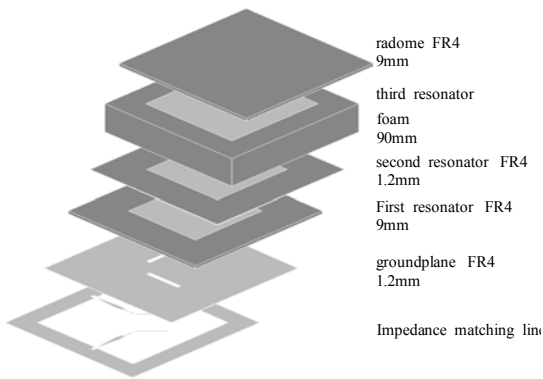 radome FR4
9mm
third resonator
foam
90mm
second resonator FR4
1.2mm
First resonator FR4
9mm
groundplane FR4
1.2mm
Impedance matching line